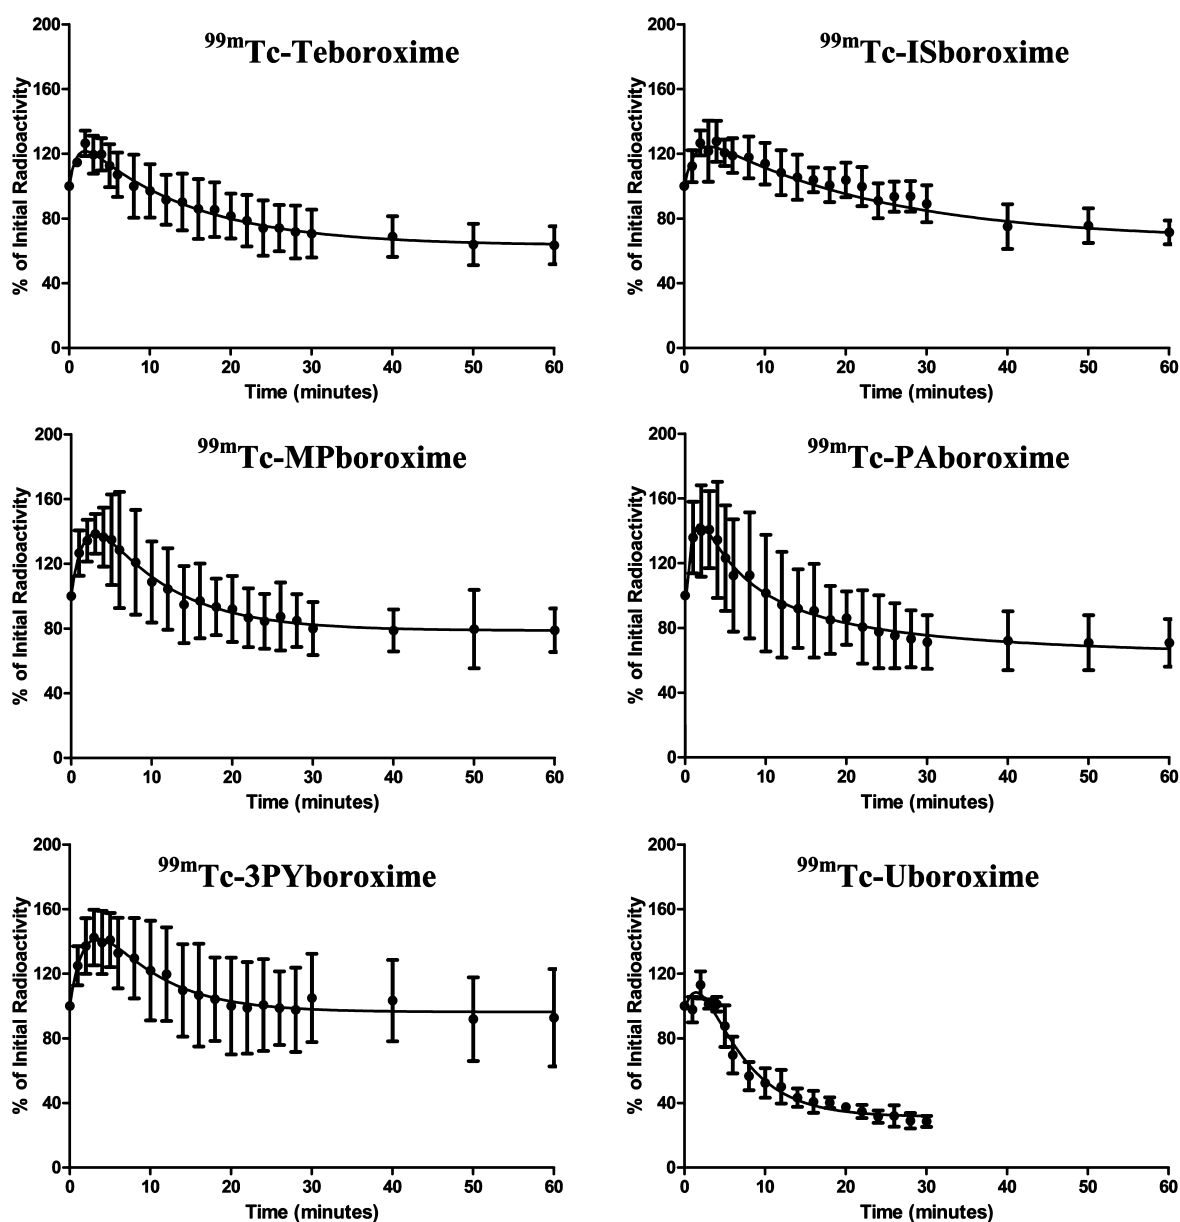 99mTc-Teboroxime
% of Initial Radioactivity
200
160
120
80
40
0
0 10 20 30 40 50 60
Time (minutes)
99mTc-ISboroxime
% of Initial Radioactivity
200
160
120
80
40
0
0 10 20 30 40 50 60
Time (minutes)
99mTc-MPboroxime
% of Initial Radioactivity
200
160
120
80
40
0
0 10 20 30 40 50 60
Time (minutes)
99mTc-PAboroxime
% of Initial Radioactivity
200
160
120
80
40
0
0 10 20 30 40 50 60
Time (minutes)
99mTc-3PYboroxime
% of Initial Radioactivity
200
160
120
80
40
0
0 10 20 30 40 50 60
Time (minutes)
99mTc-Uboroxime
% of Initial Radioactivity
200
160
120
80
40
0
0 10 20 30 40 50 60
Time (minutes)